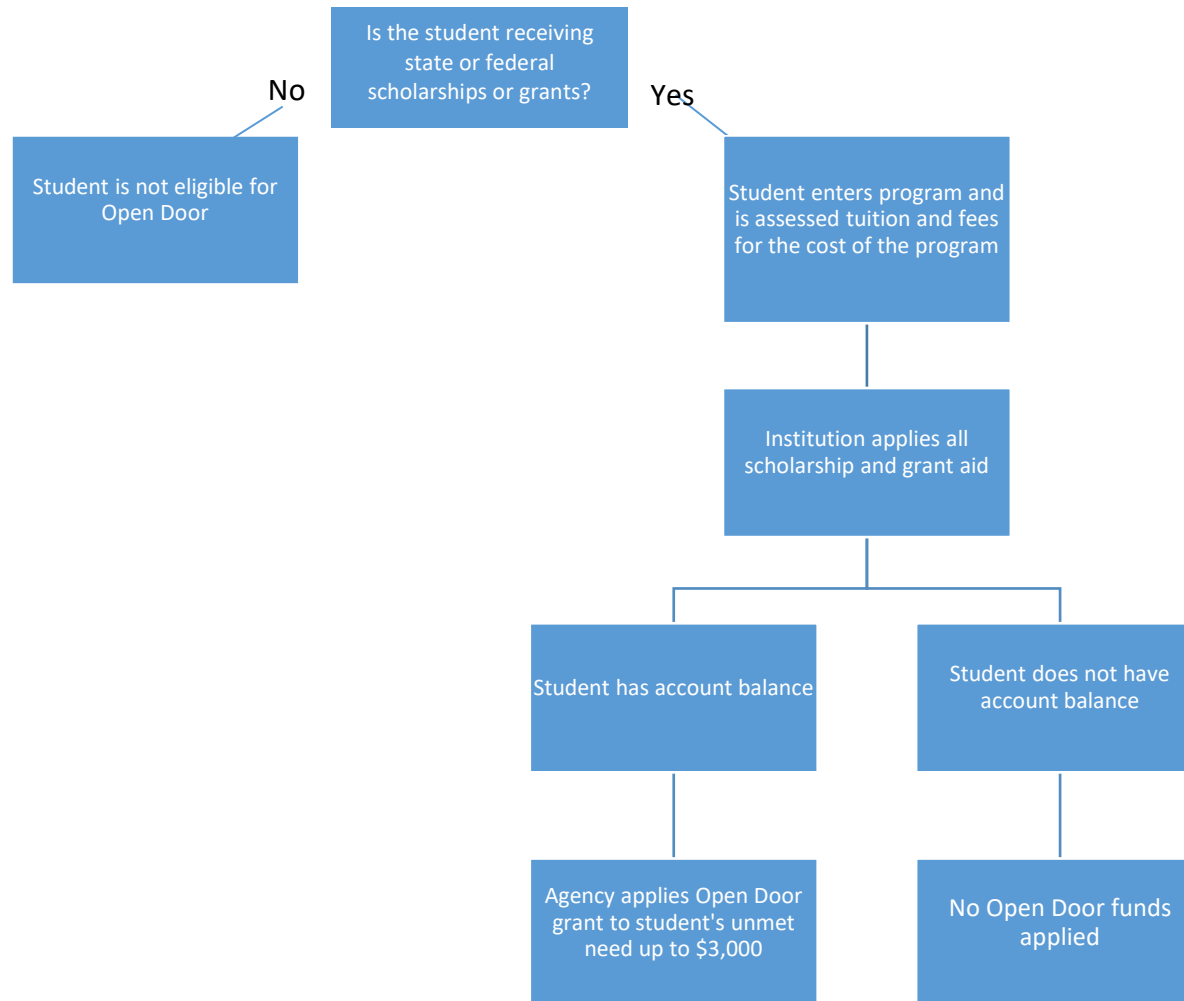 Is the student receiving
state or federal
scholarships or grants?
No
Yes
Student is not eligible for
Open Door
Student enters program and
is assessed tuition and fees
for the cost of the program
Institution applies all
scholarship and grant aid
Student has account balance
Student does not have
account balance
Agency applies Open Door
grant to student's unmet
need up to $3,000
No Open Door funds
applied